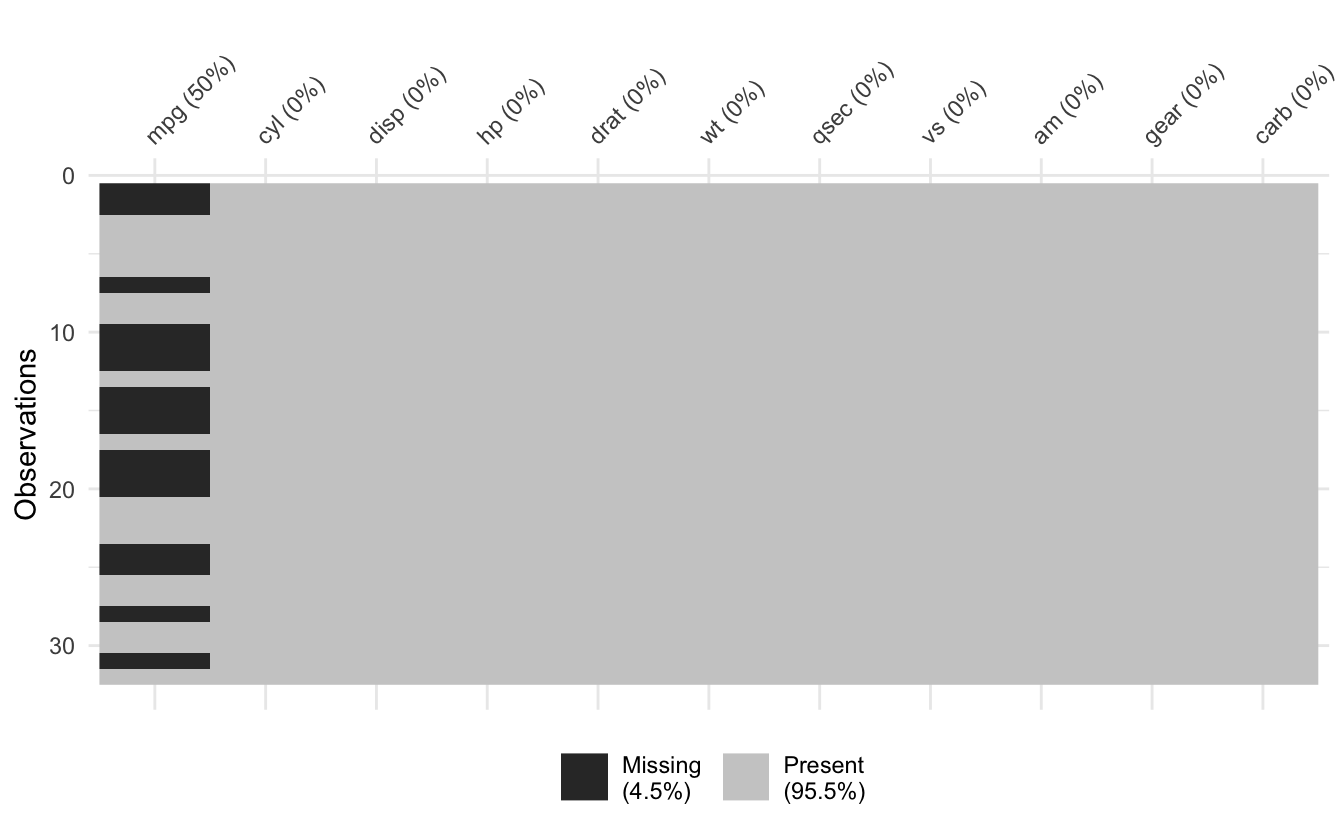 mpg (50%)
cyl (0%)
disp (0%)
hp (0%)
drat (0%)
wt (0%)
qsec (0%)
vs (0%)
am (0%)
gear (0%)
carb (0%)
0
10
20
30
Observations
Missing
(4.5%)
Present
(95.5%)